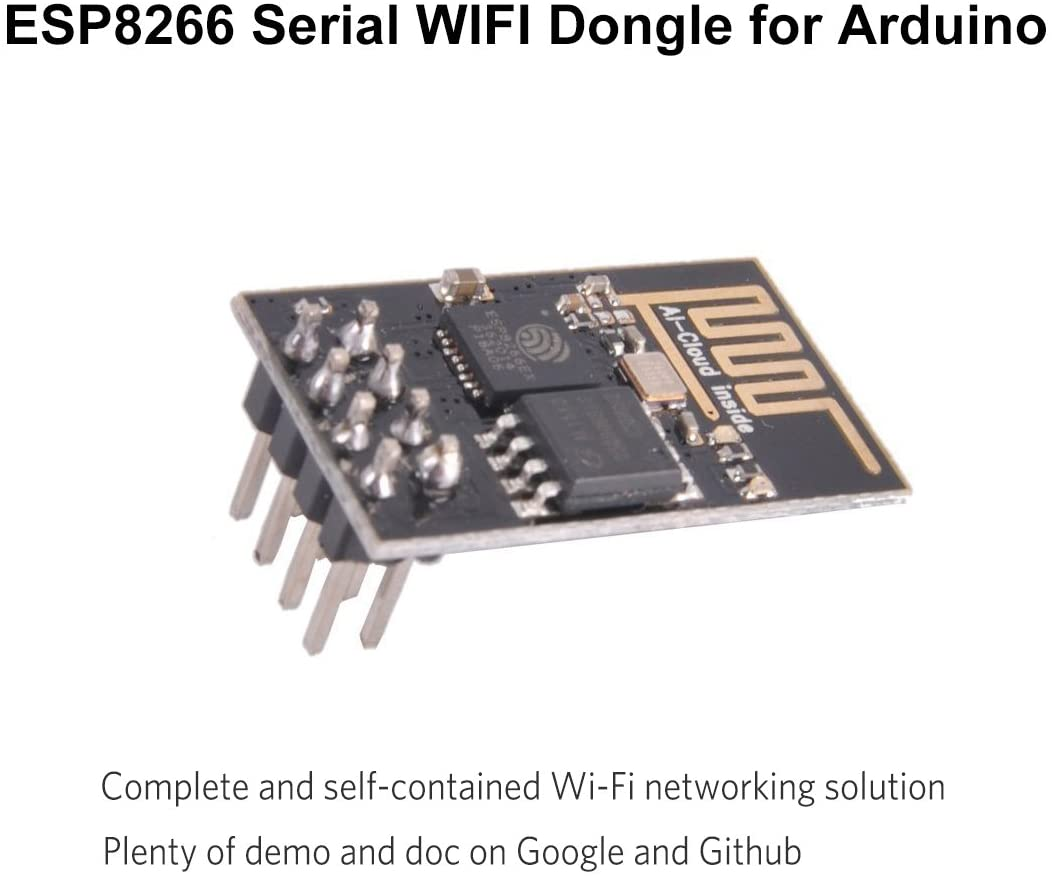 ESP8266 Serial WIFI Dongle for Arduino
AI-Cloud inside
ESP8266EX
Complete and self-contained Wi-Fi networking solution
Plenty of demo and doc on Google and Github